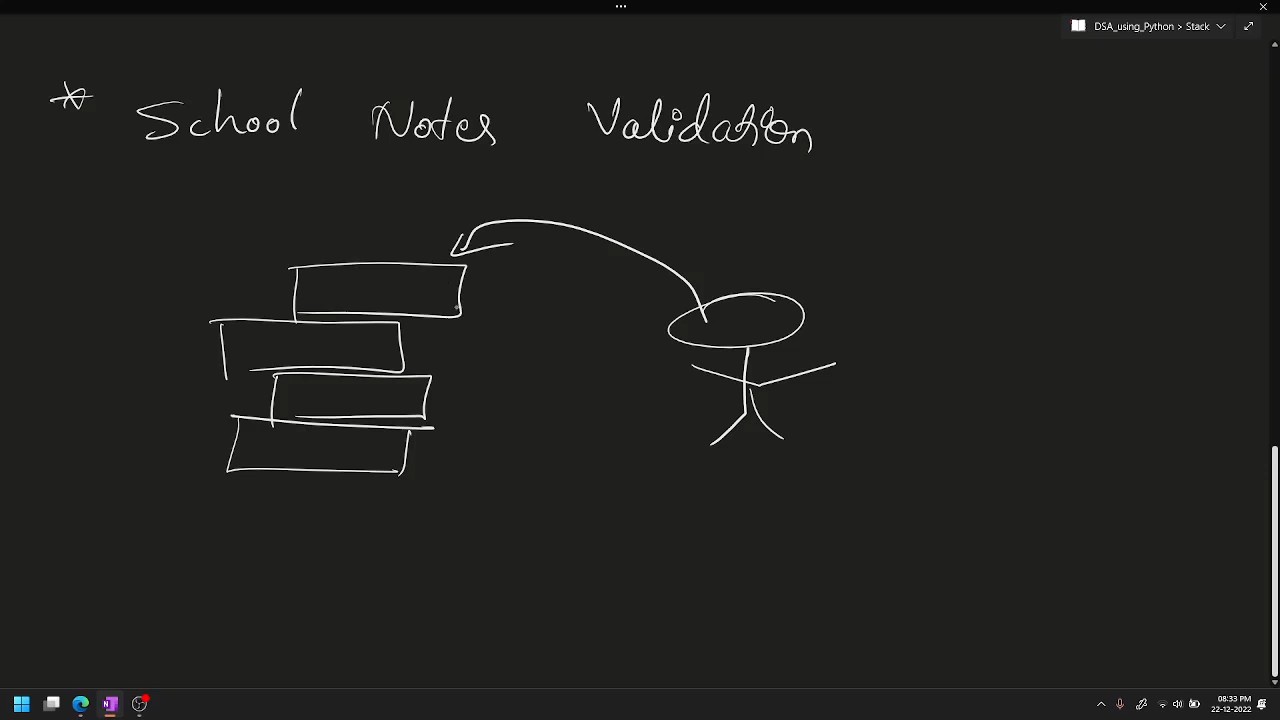 DSA_using_Python > Stack
* School Notes Validation
08:33 PM
22-12-2022